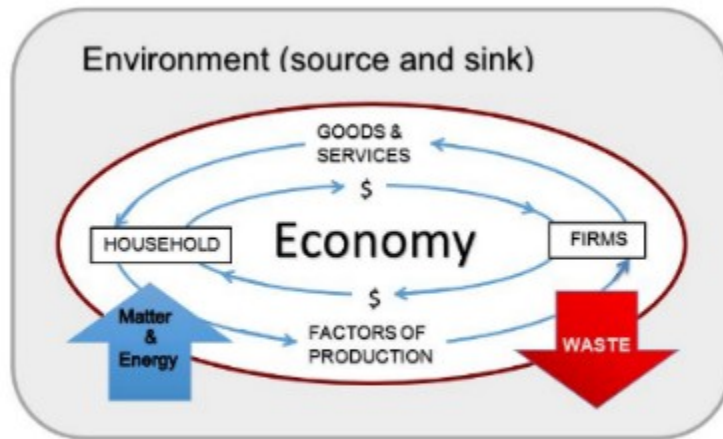 Environment (source and sink)
GOODS &
SERVICES
$
HOUSEHOLD
Economy
FIRMS
$
Matter
&
Energy
FACTORS OF
PRODUCTION
WASTE